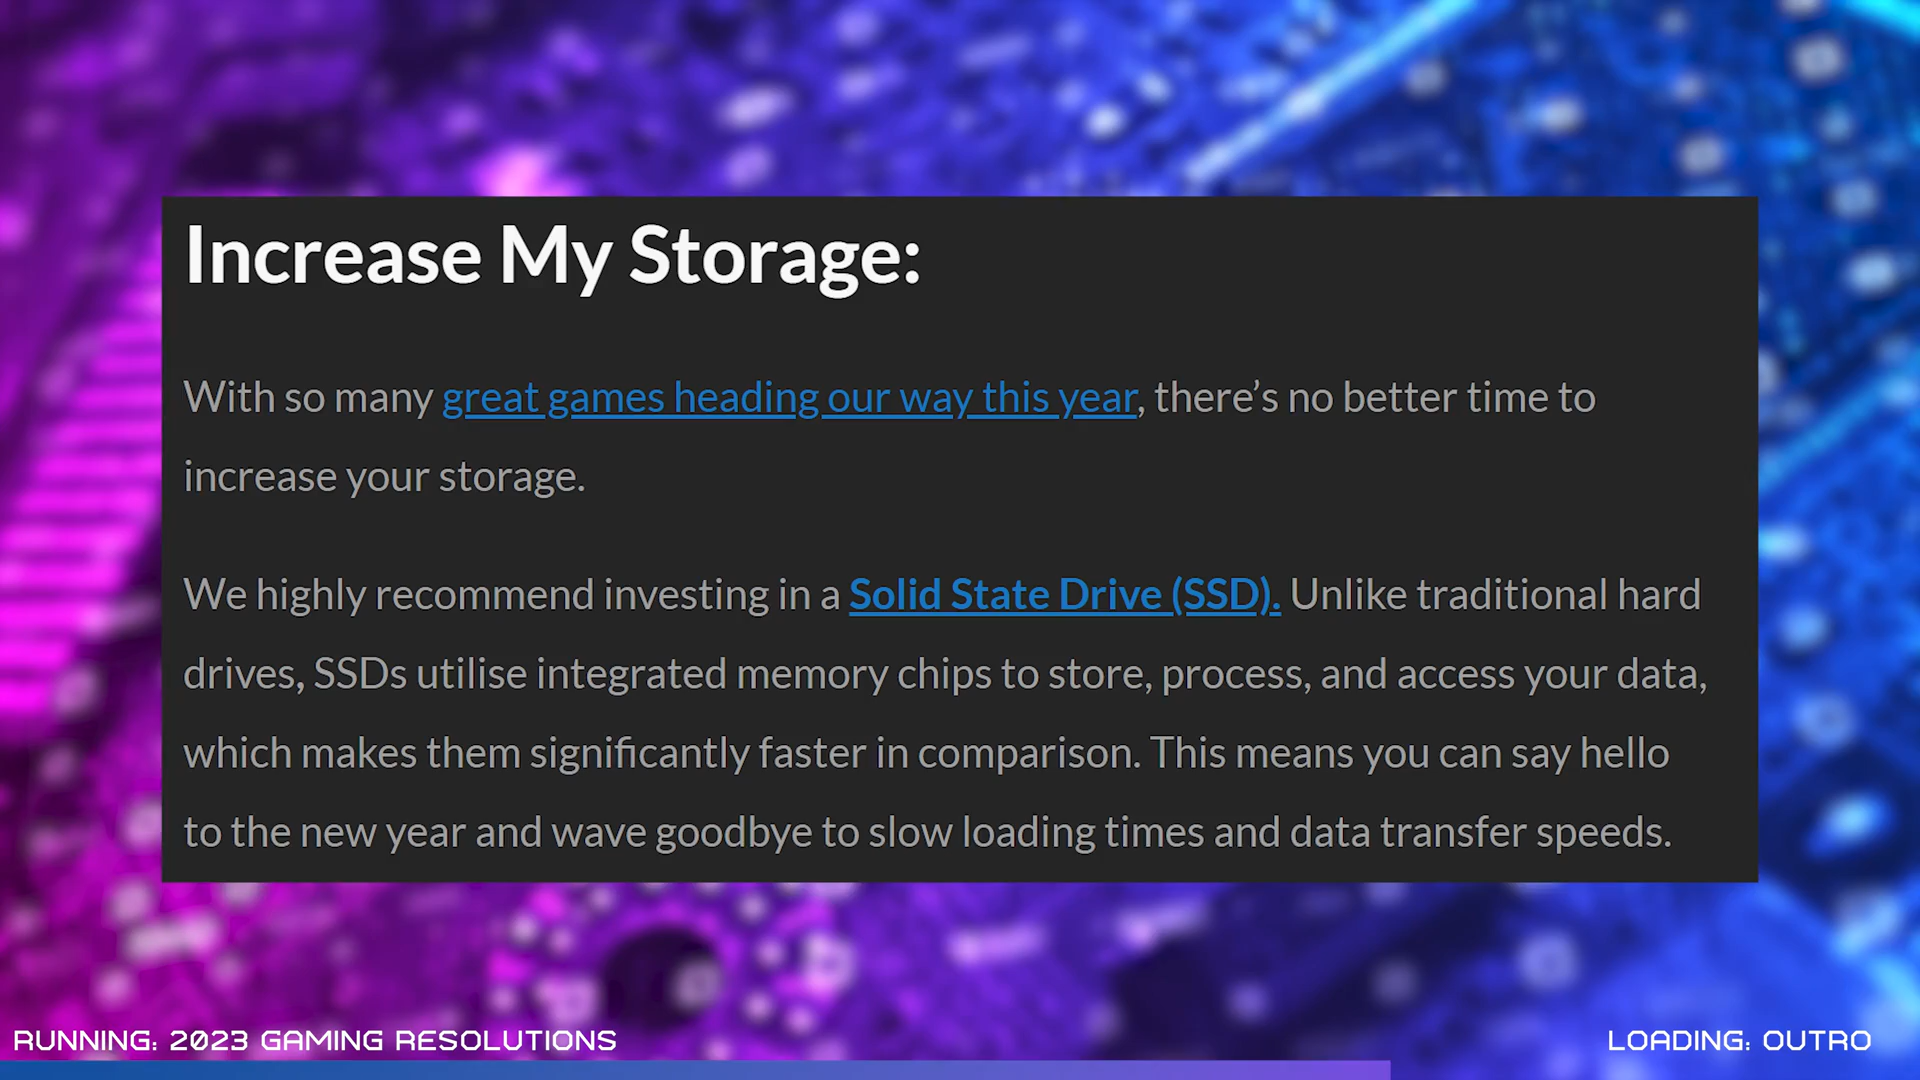 Increase My Storage:
With so many great games heading our way this year, there’s no better time to
increase your storage.
We highly recommend investing in a Solid State Drive (SSD). Unlike traditional hard
drives, SSDs utilise integrated memory chips to store, process, and access your data,
which makes them significantly faster in comparison. This means you can say hello
to the new year and wave goodbye to slow loading times and data transfer speeds.
RUNNING: 2023 GAMING RESOLUTIONS
LOADING: OUTRO